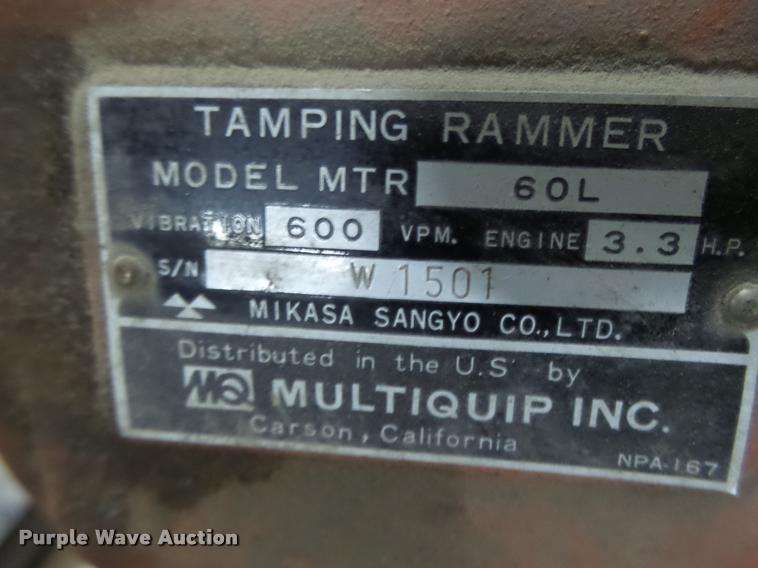 TAMPING RAMMER
MODEL MTR 60L
VIBRATION 600 VPM. ENGINE 3.3 H.P.
S/N W 1501
MIKASA SANGYO CO.,LTD.
Distributed in the U.S by
MQ MULTIQUIP INC.
Carson, California
NPA-167
Purple Wave Auction